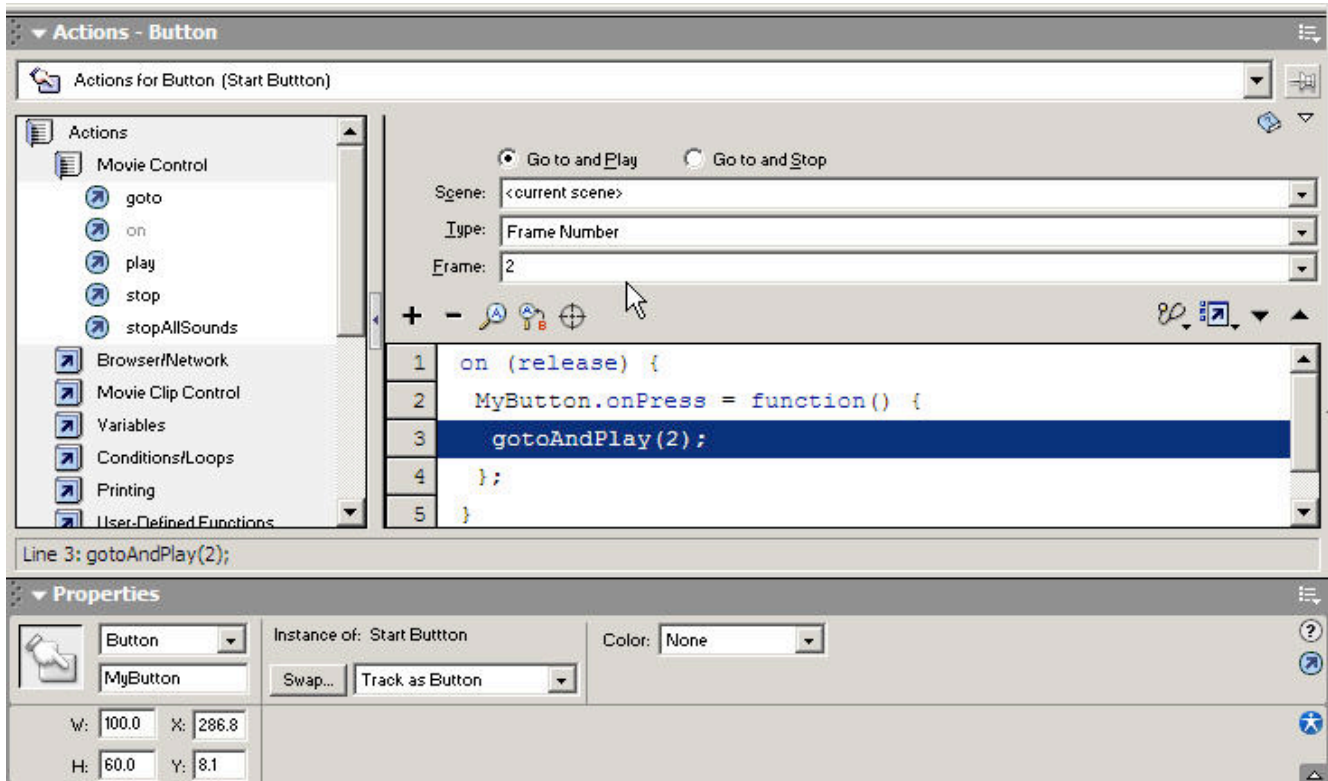 Actions - Button
Actions for Button (Start Buttton)
Actions
Movie Control
goto
on
play
stop
stopAllSounds
Browser/Network
Movie Clip Control
Variables
Conditions/Loops
Printing
User-Defined Functions
Go to and Play Go to and Stop
Scene: <current scene>
Type: Frame Number
Frame: 2
1 on (release) {
2 MyButton.onPress = function() {
3 gotoAndPlay(2);
4 };
5 }
Line 3: gotoAndPlay(2);
Properties
Button Instance of: Start Buttton Color: None
MyButton Swap... Track as Button
W: 100.0 X: 286.8
H: 60.0 Y: 8.1